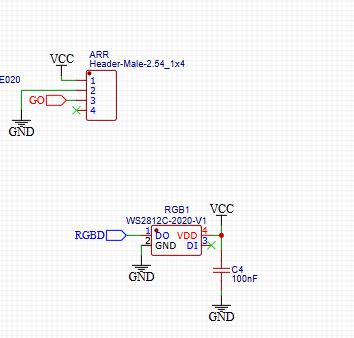 ARR
Header-Male-2.54_1x4
VCC
E020
1
2
GO 3
4
GND
RGB1
WS2812C-2020-V1
VCC
RGBD 1 DO VDD 4
2 GND DI 3
GND
C4
100nF
GND